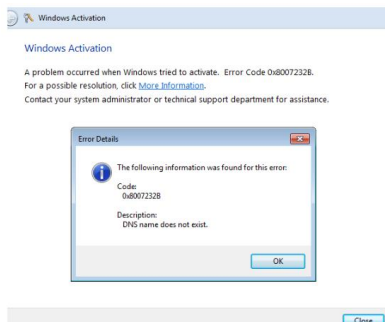 Windows Activation
Windows Activation
A problem occurred when Windows tried to activate. Error Code 0x8007232B.
For a possible resolution, click More Information.
Contact your system administrator or technical support department for assistance.
Error Details
The following information was found for this error:
Code:
0x8007232B
Description:
DNS name does not exist.
OK
Close